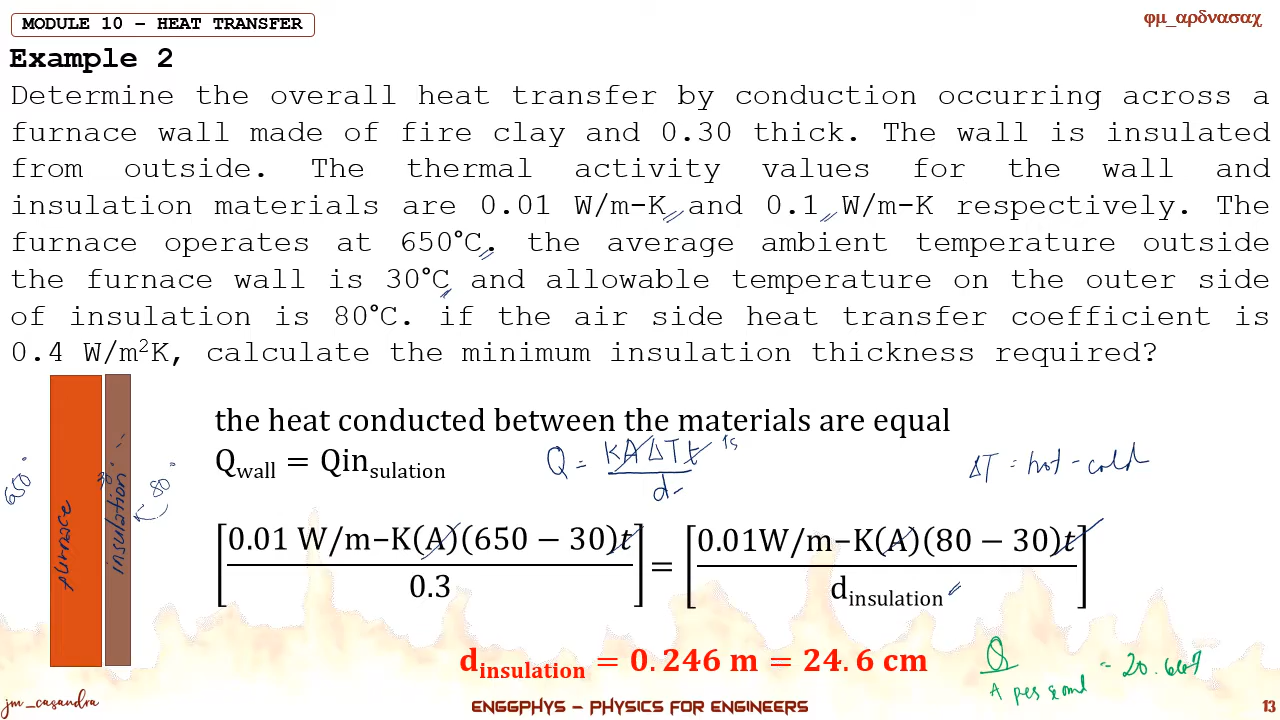 MODULE 10 – HEAT TRANSFER
φμ_αρδνασαχ
Example 2
Determine the overall heat transfer by conduction occurring across a
furnace wall made of fire clay and 0.30 thick. The wall is insulated
from outside. The thermal activity values for the wall and
insulation materials are 0.01 W/m-K and 0.1 W/m-K respectively. The
furnace operates at 650°C. the average ambient temperature outside
the furnace wall is 30°C and allowable temperature on the outer side
of insulation is 80°C. if the air side heat transfer coefficient is
0.4 W/m²K, calculate the minimum insulation thickness required?
the heat conducted between the materials are equal
Q_wall = Qin_sulation
Q = KAΔTt / d
1s
ΔT = hot - cold
650°
furnace
30°
insulation
80°
[0.01 W/m−K(A)(650 − 30)t / 0.3] = [0.01W/m−K(A)(80 − 30)t / d_insulation]
d_insulation = 0.246 m = 24.6 cm
Q / A per second = 20.667
jm_casandra
ENGGPHYS – PHYSICS FOR ENGINEERS
13